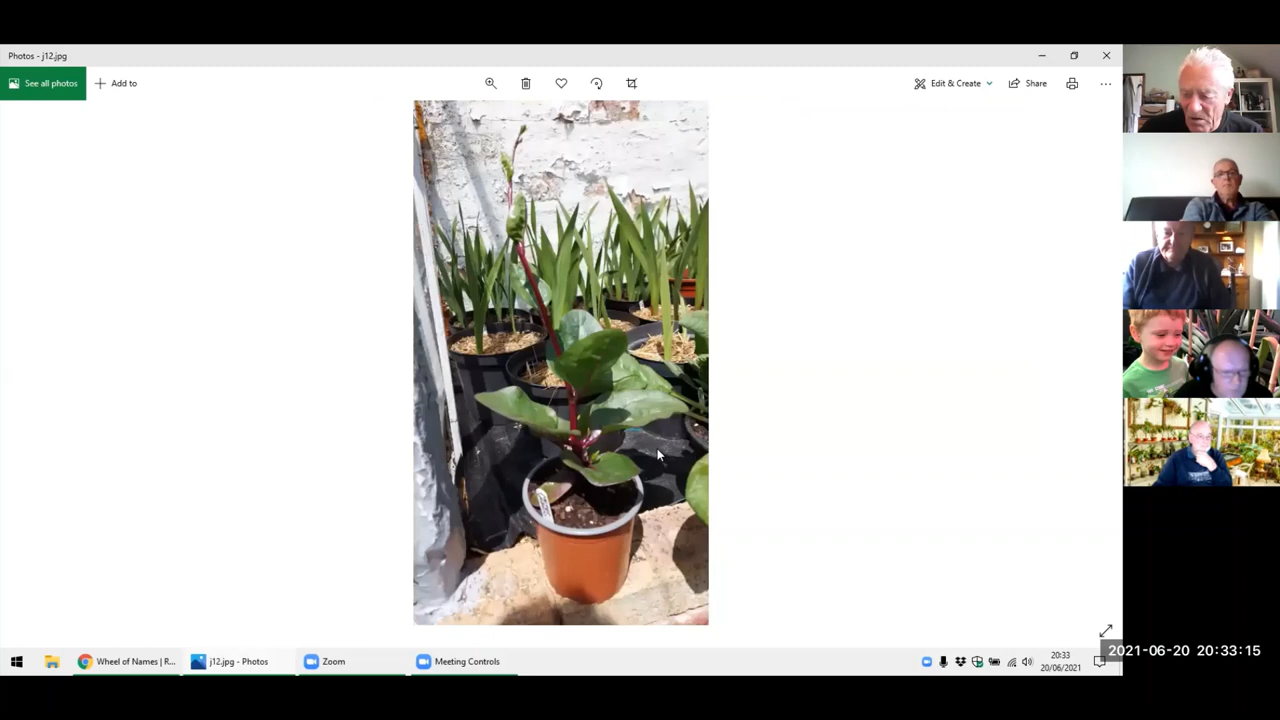 Photos - j12.jpg
See all photos
Add to
Edit & Create
Share
Wheel of Names | R...
j12.jpg - Photos
Zoom
Meeting Controls
20:33
20/06/2021
2021-06-20 20:33:15